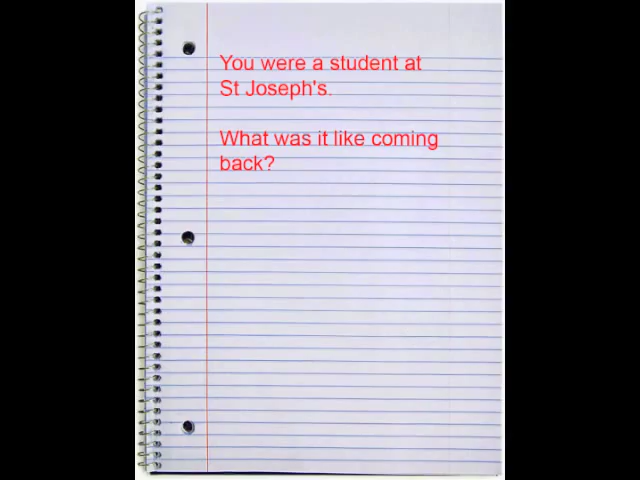 You were a student at
St Joseph's.
What was it like coming
back?